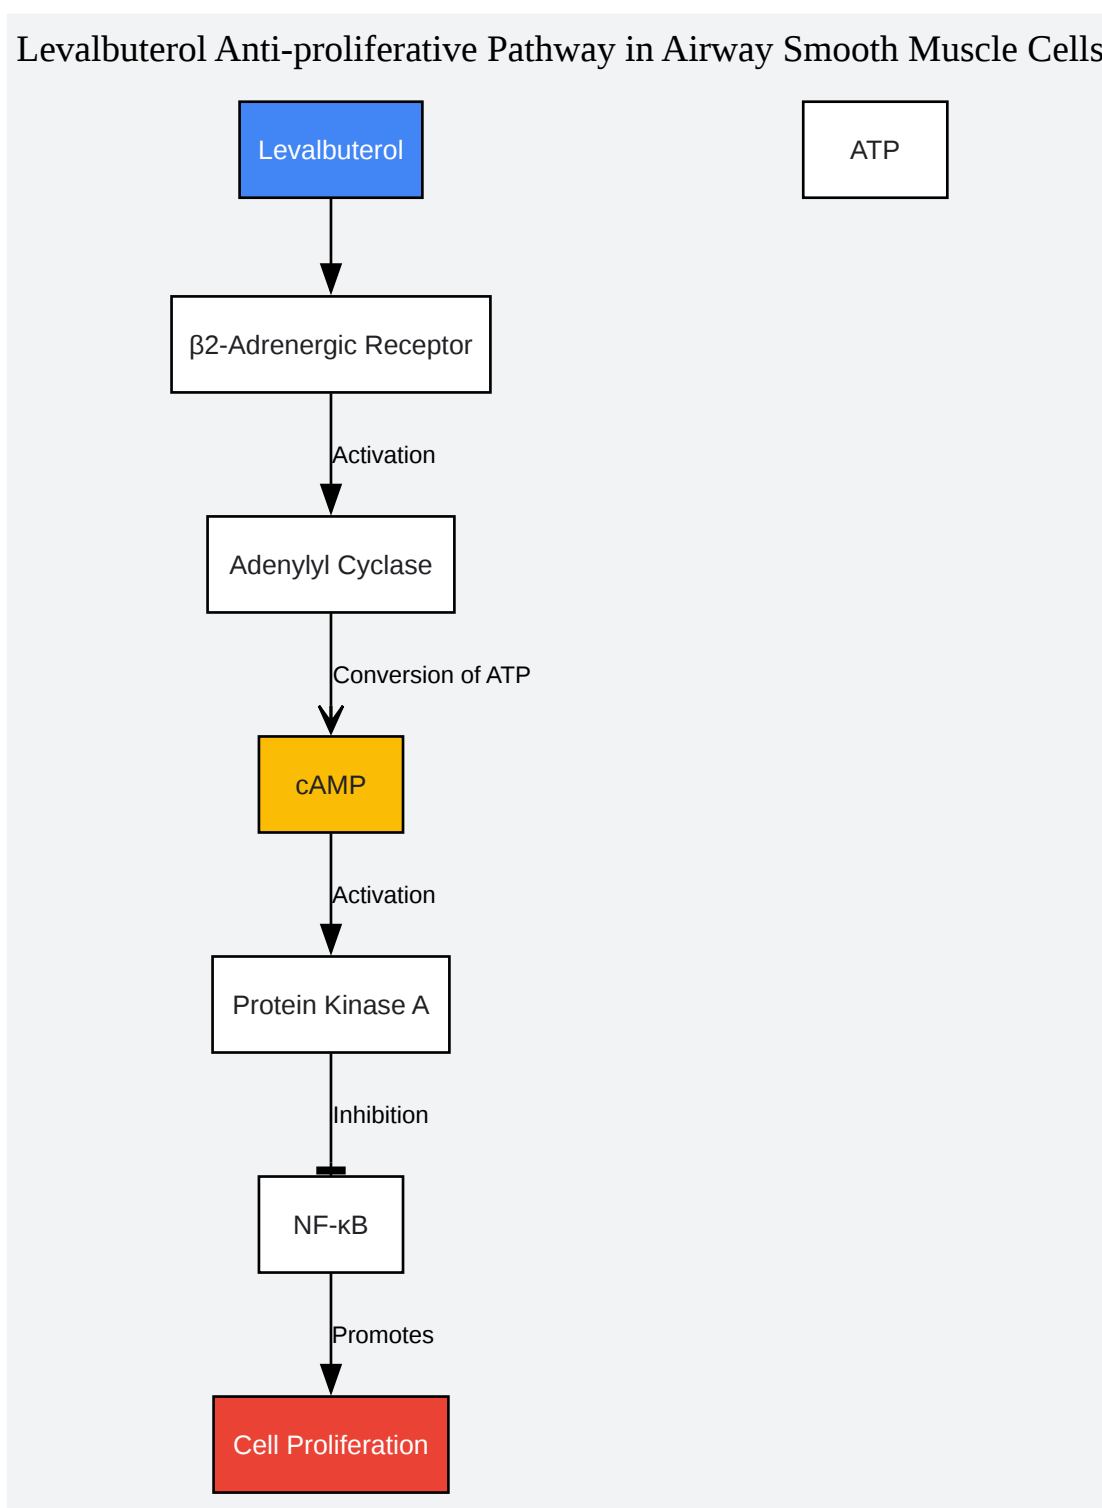 Levalbuterol Anti-proliferative Pathway in Airway Smooth Muscle Cells
Levalbuterol
ATP
β2-Adrenergic Receptor
Activation
Adenylyl Cyclase
Conversion of ATP
cAMP
Activation
Protein Kinase A
Inhibition
NF-κB
Promotes
Cell Proliferation